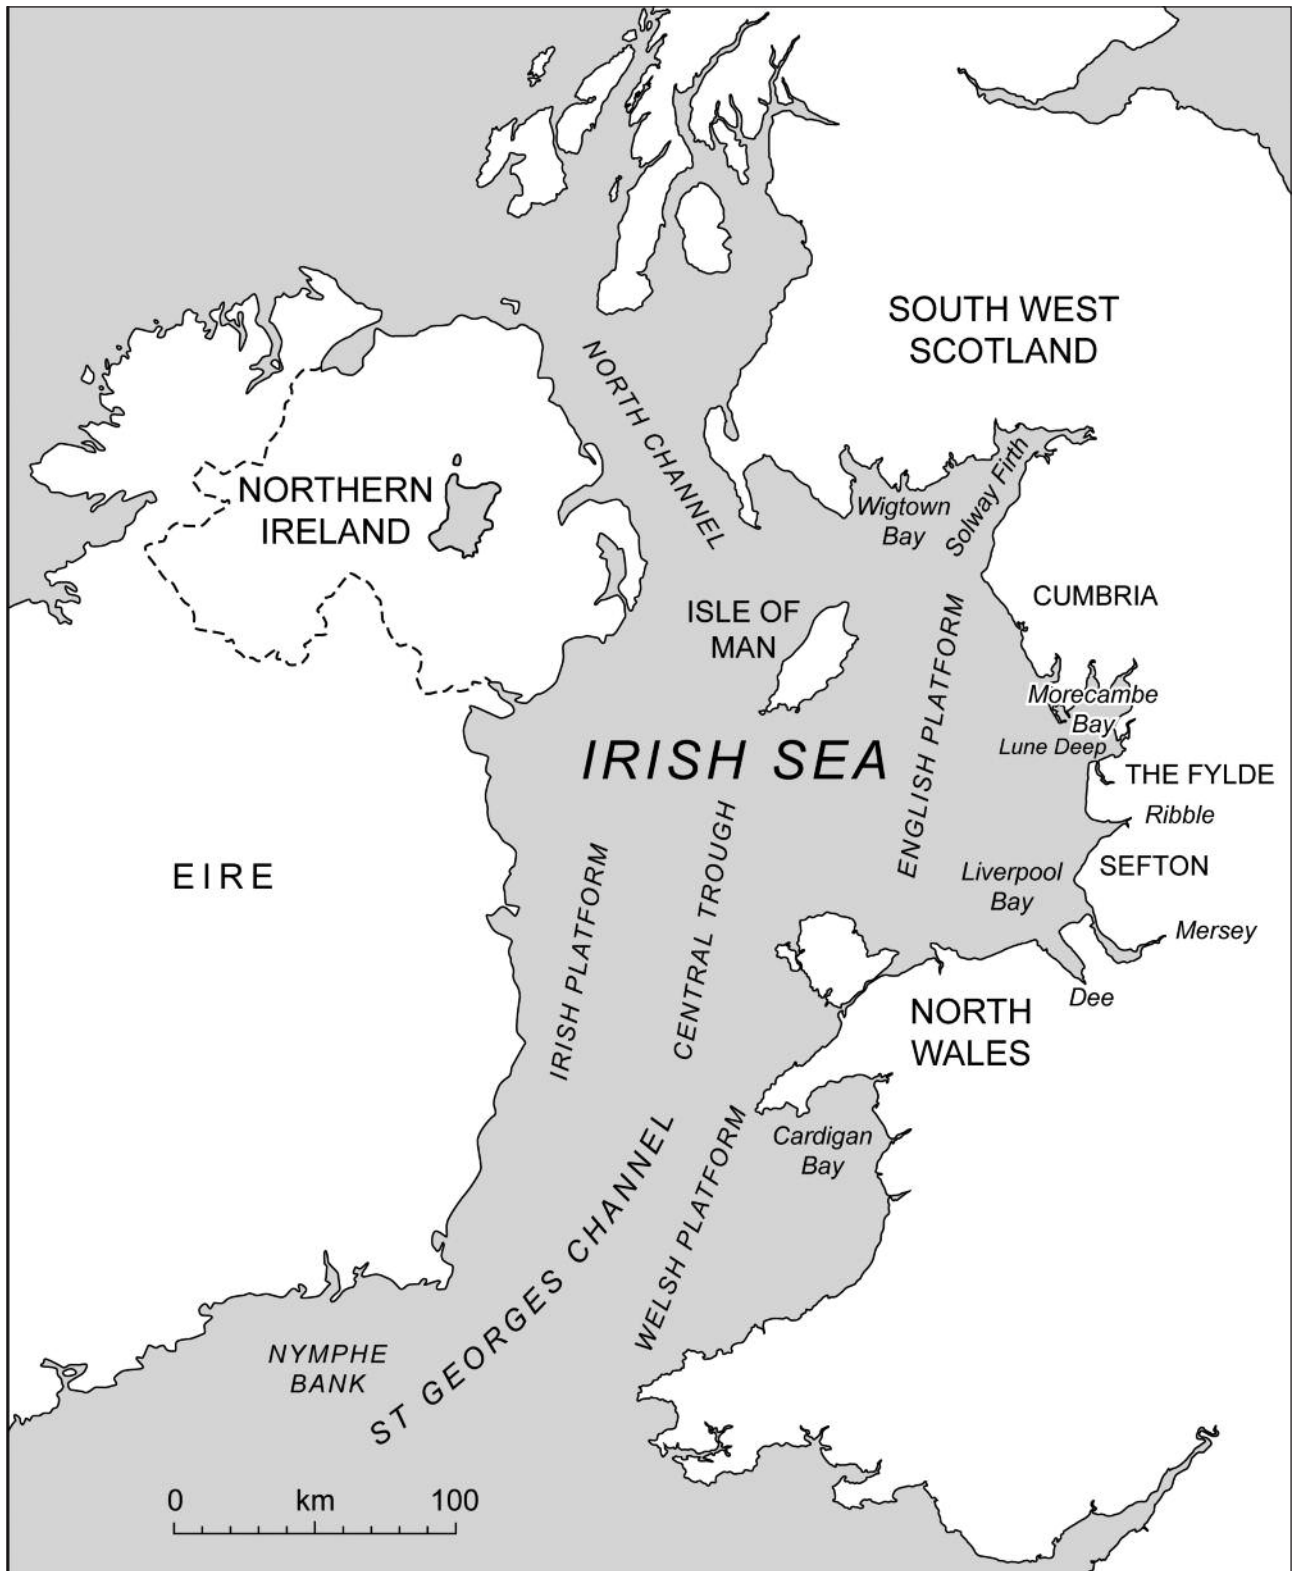 SOUTH WEST
SCOTLAND
NORTH CHANNEL
Solway Firth
Wigtown
Bay
NORTHERN
IRELAND
CUMBRIA
ISLE OF
MAN
ENGLISH PLATFORM
Morecambe
Bay
Lune Deep
IRISH SEA
THE FYLDE
Ribble
EIRE
IRISH PLATFORM
CENTRAL TROUGH
Liverpool
Bay
SEFTON
Mersey
Dee
NORTH
WALES
Cardigan
Bay
WELSH PLATFORM
ST GEORGES CHANNEL
NYMPHE
BANK
0 km 100